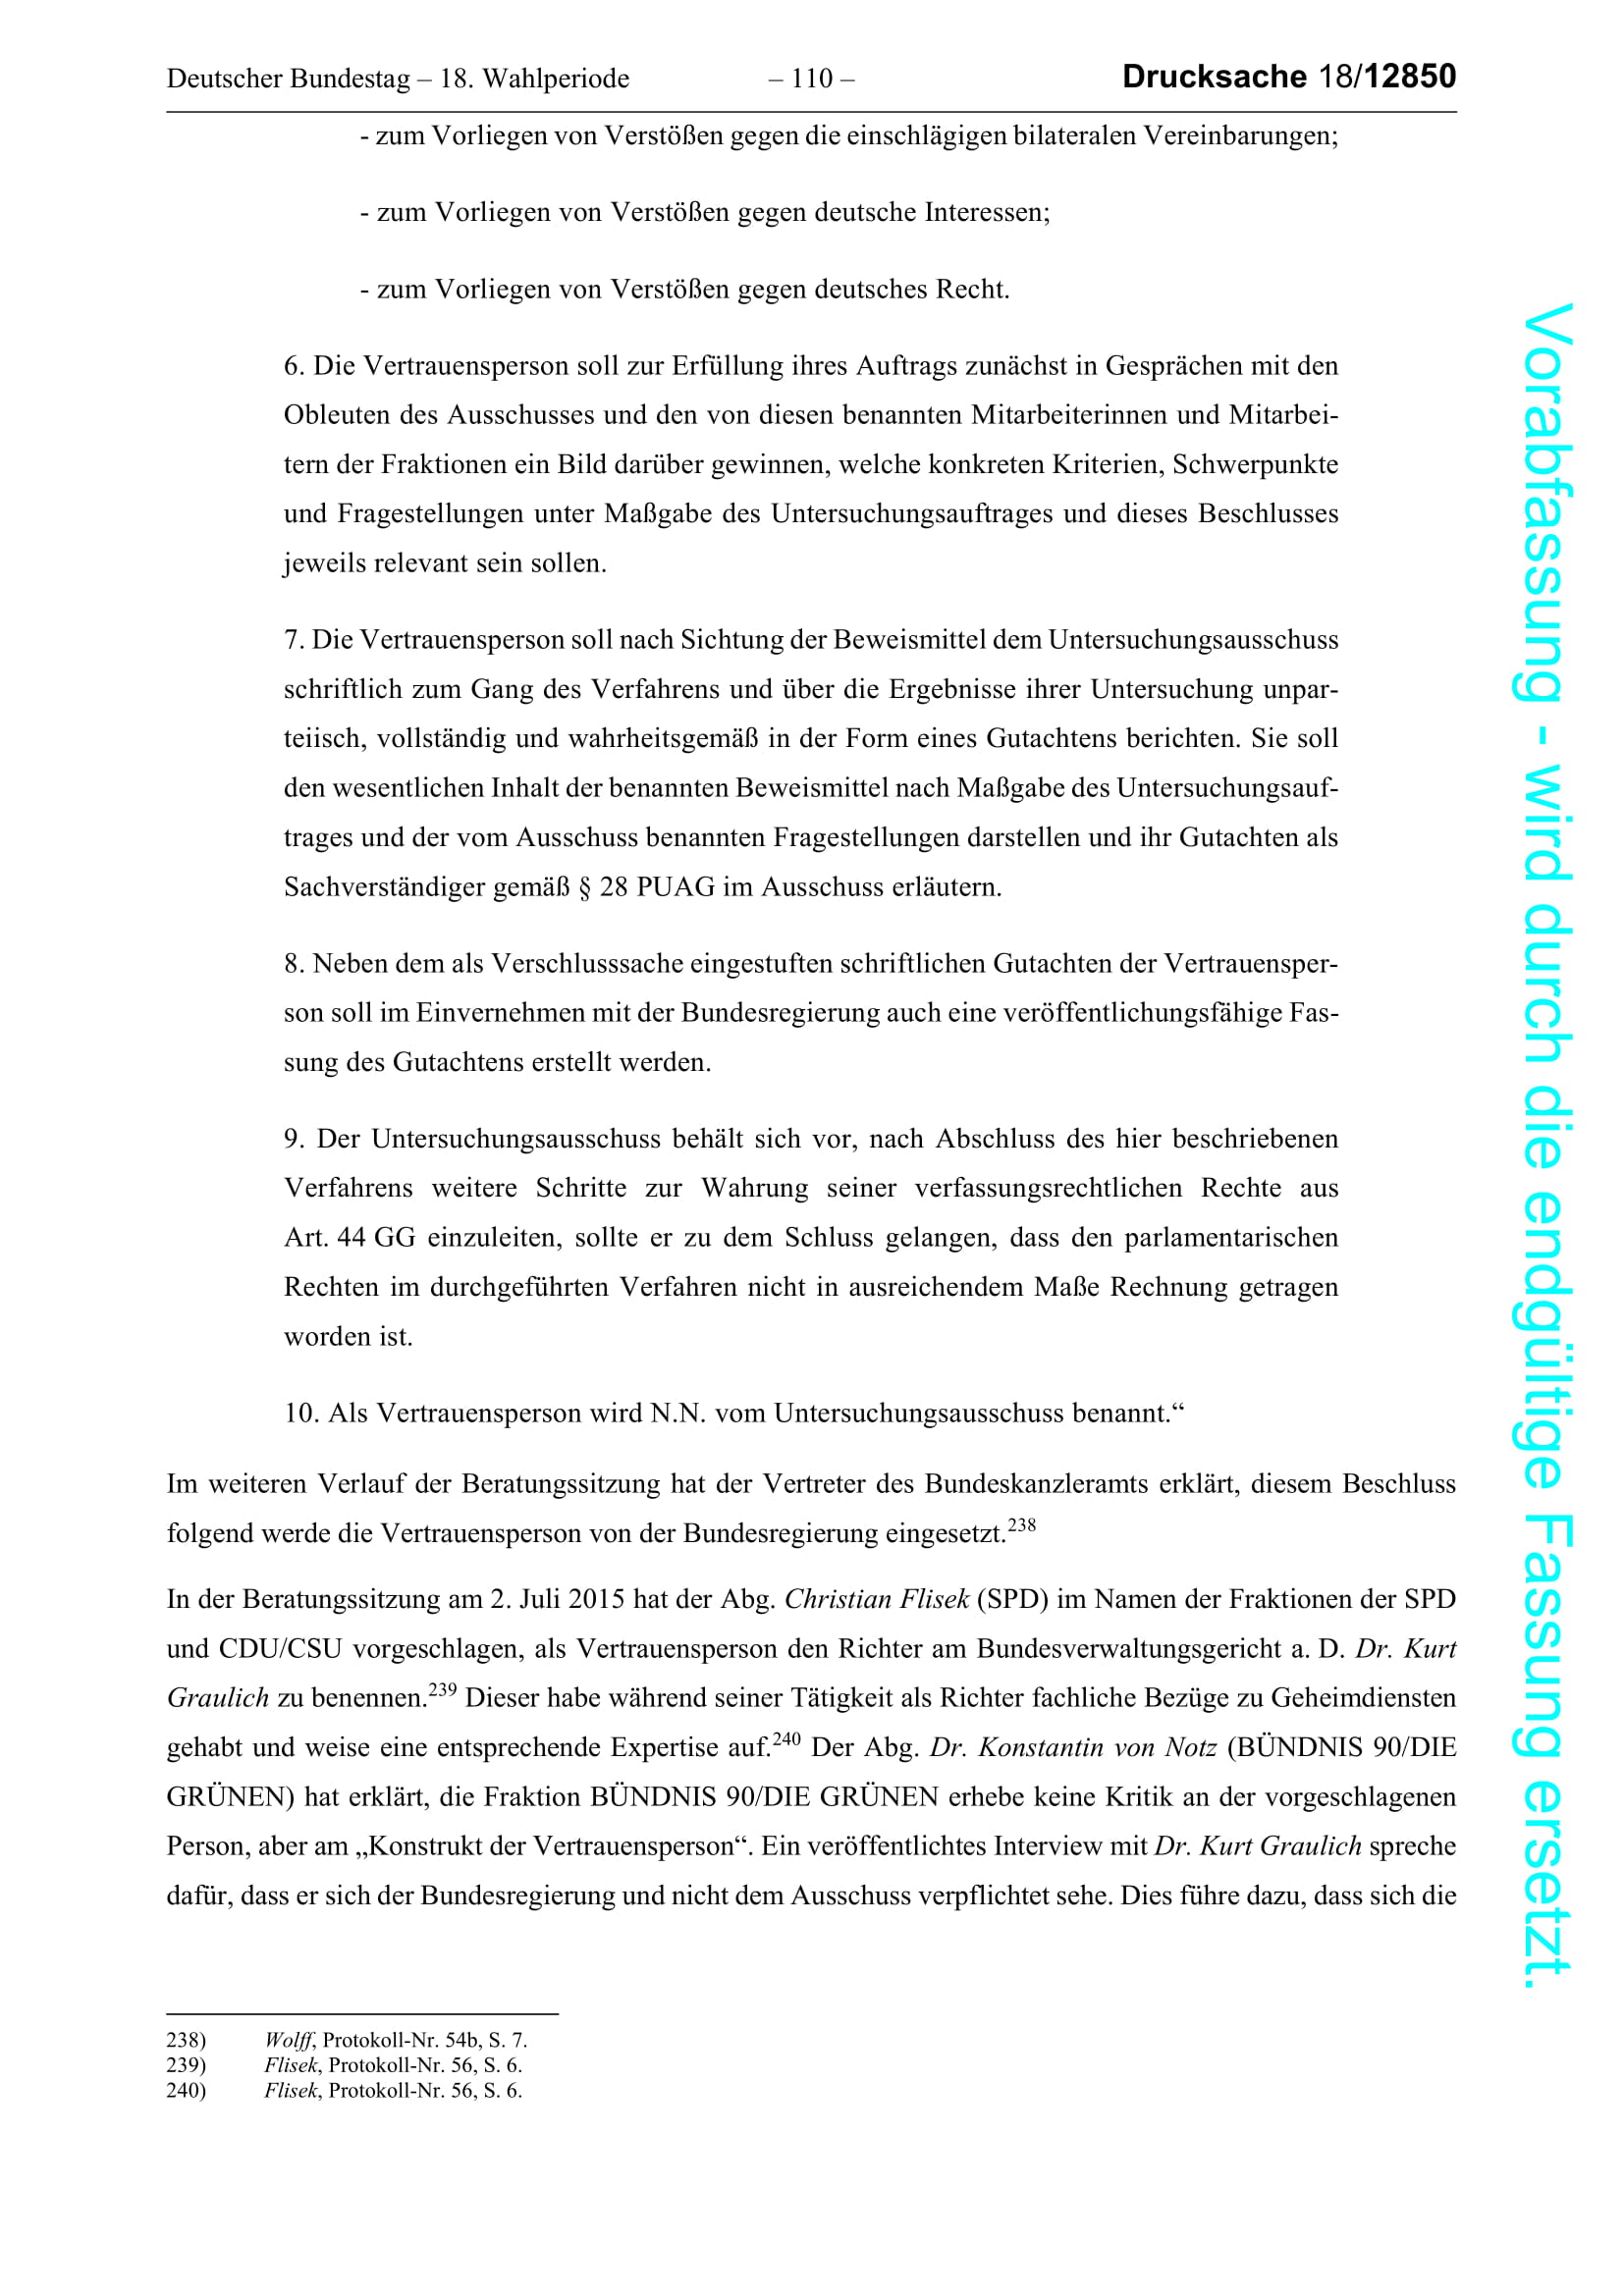 Deutscher Bundestag – 18. Wahlperiode – 110 – Drucksache 18/12850
- zum Vorliegen von Verstößen gegen die einschlägigen bilateralen Vereinbarungen;
- zum Vorliegen von Verstößen gegen deutsche Interessen;
- zum Vorliegen von Verstößen gegen deutsches Recht.
6. Die Vertrauensperson soll zur Erfüllung ihres Auftrags zunächst in Gesprächen mit den
Obleuten des Ausschusses und den von diesen benannten Mitarbeiterinnen und Mitarbei-
tern der Fraktionen ein Bild darüber gewinnen, welche konkreten Kriterien, Schwerpunkte
und Fragestellungen unter Maßgabe des Untersuchungsauftrages und dieses Beschlusses
jeweils relevant sein sollen.
7. Die Vertrauensperson soll nach Sichtung der Beweismittel dem Untersuchungsausschuss
schriftlich zum Gang des Verfahrens und über die Ergebnisse ihrer Untersuchung unpar-
teiisch, vollständig und wahrheitsgemäß in der Form eines Gutachtens berichten. Sie soll
den wesentlichen Inhalt der benannten Beweismittel nach Maßgabe des Untersuchungsauf-
trages und der vom Ausschuss benannten Fragestellungen darstellen und ihr Gutachten als
Sachverständiger gemäß § 28 PUAG im Ausschuss erläutern.
8. Neben dem als Verschlusssache eingestuften schriftlichen Gutachten der Vertrauensper-
son soll im Einvernehmen mit der Bundesregierung auch eine veröffentlichungsfähige Fas-
sung des Gutachtens erstellt werden.
9. Der Untersuchungsausschuss behält sich vor, nach Abschluss des hier beschriebenen
Verfahrens weitere Schritte zur Wahrung seiner verfassungsrechtlichen Rechte aus
Art. 44 GG einzuleiten, sollte er zu dem Schluss gelangen, dass den parlamentarischen
Rechten im durchgeführten Verfahren nicht in ausreichendem Maße Rechnung getragen
worden ist.
10. Als Vertrauensperson wird N.N. vom Untersuchungsausschuss benannt.“
Im weiteren Verlauf der Beratungssitzung hat der Vertreter des Bundeskanzleramts erklärt, diesem Beschluss
folgend werde die Vertrauensperson von der Bundesregierung eingesetzt.238
In der Beratungssitzung am 2. Juli 2015 hat der Abg. Christian Flisek (SPD) im Namen der Fraktionen der SPD
und CDU/CSU vorgeschlagen, als Vertrauensperson den Richter am Bundesverwaltungsgericht a. D. Dr. Kurt
Graulich zu benennen.239 Dieser habe während seiner Tätigkeit als Richter fachliche Bezüge zu Geheimdiensten
gehabt und weise eine entsprechende Expertise auf.240 Der Abg. Dr. Konstantin von Notz (BÜNDNIS 90/DIE
GRÜNEN) hat erklärt, die Fraktion BÜNDNIS 90/DIE GRÜNEN erhebe keine Kritik an der vorgeschlagenen
Person, aber am „Konstrukt der Vertrauensperson“. Ein veröffentlichtes Interview mit Dr. Kurt Graulich spreche
dafür, dass er sich der Bundesregierung und nicht dem Ausschuss verpflichtet sehe. Dies führe dazu, dass sich die
238) Wolff, Protokoll-Nr. 54b, S. 7.
239) Flisek, Protokoll-Nr. 56, S. 6.
240) Flisek, Protokoll-Nr. 56, S. 6.
Vorabfassung - wird durch die endgültige Fassung ersetzt.